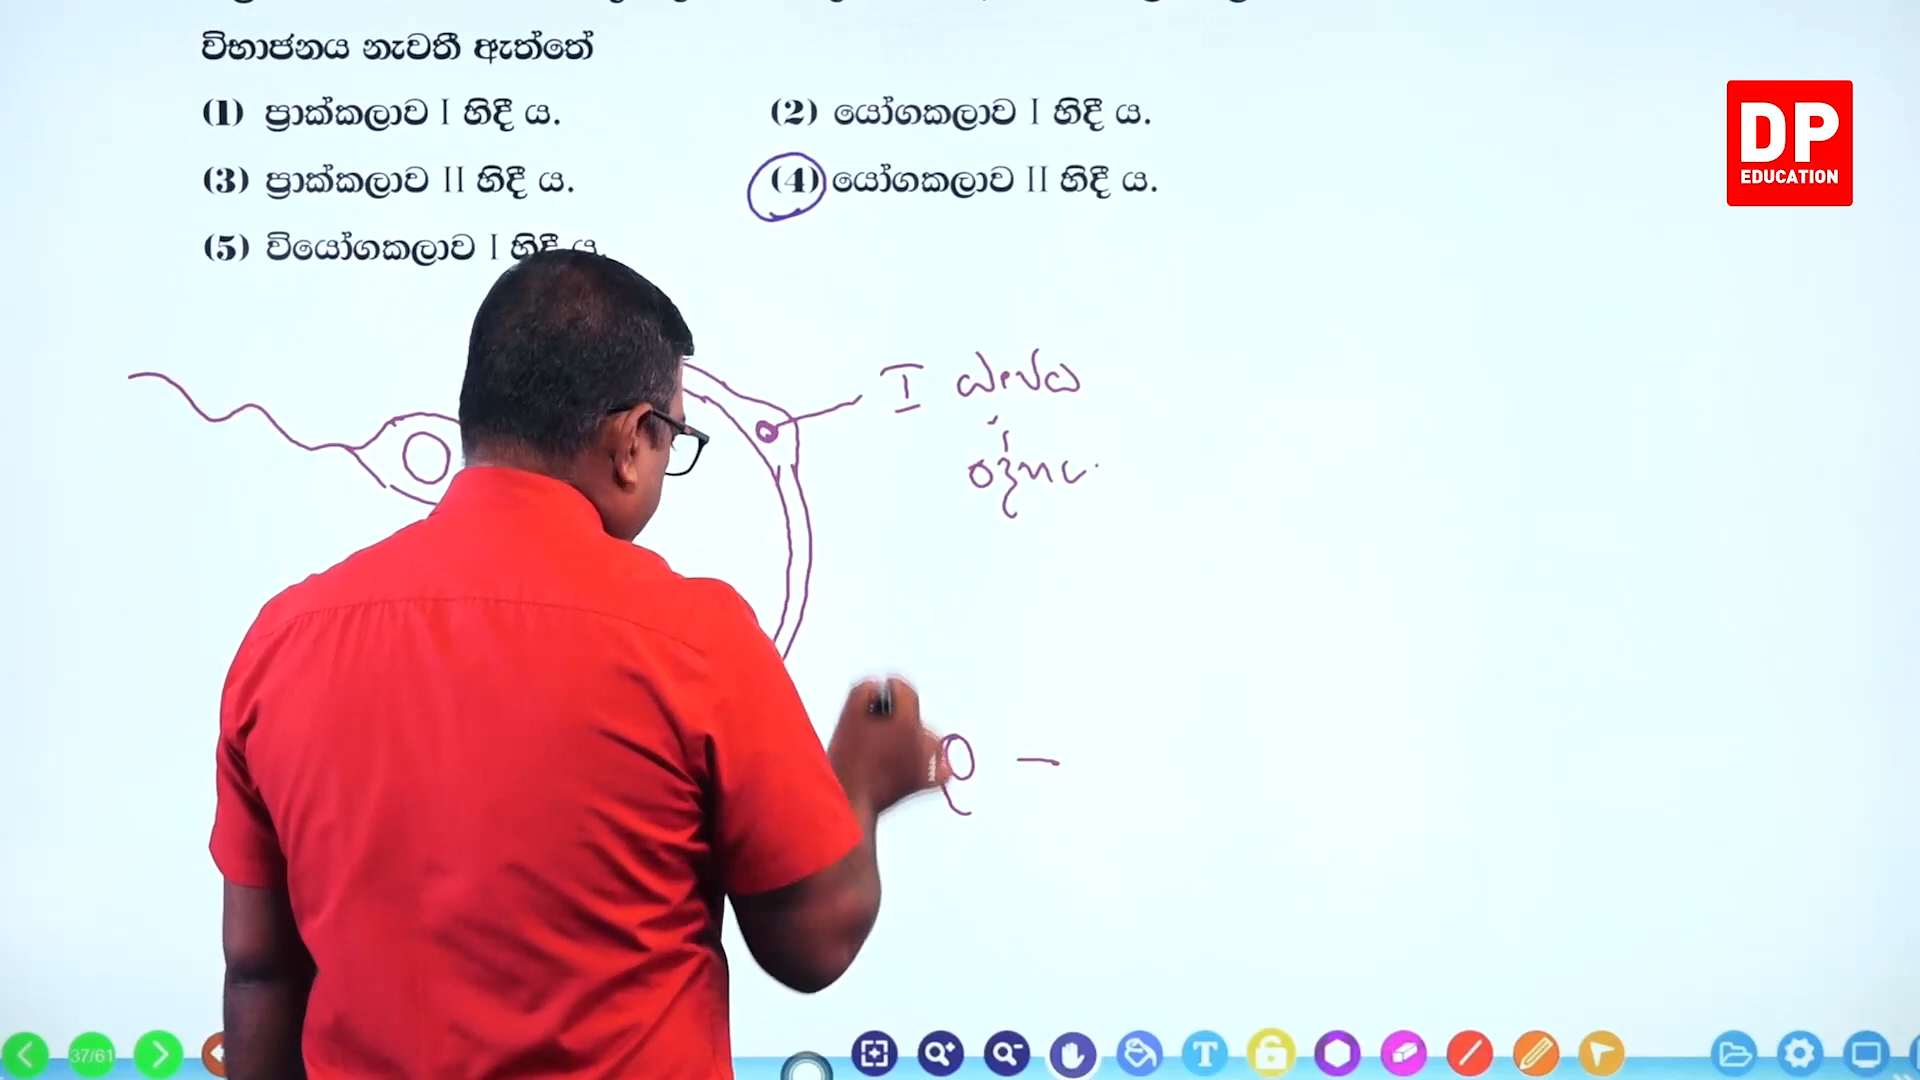 විභාජනය නැවතී ඇත්තේ
(1) ප්‍රාක්කලාව I හිදී ය.
(2) යෝගකලාව I හිදී ය.
(3) ප්‍රාක්කලාව II හිදී ය.
(4) යෝගකලාව II හිදී ය.
(5) වියෝගකලාව I හිදී ය.
DP
EDUCATION
I
37/61